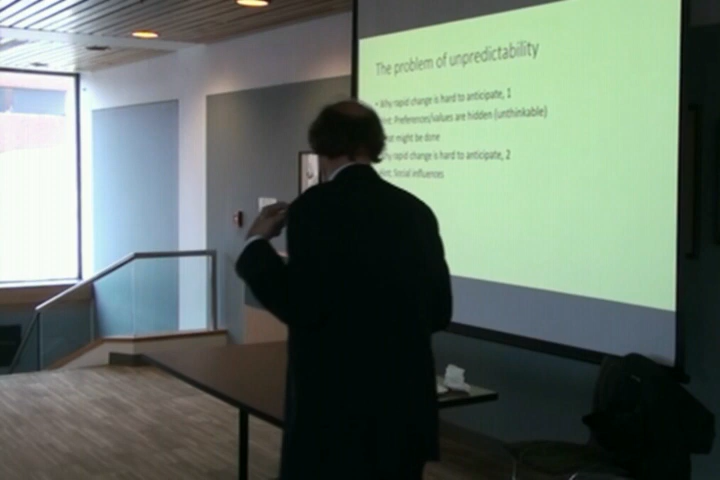 The problem of unpredictability
• Why rapid change is hard to anticipate, 1
Preferences/values are hidden (unthinkable)
might be done
rapid change is hard to anticipate, 2
Social influences